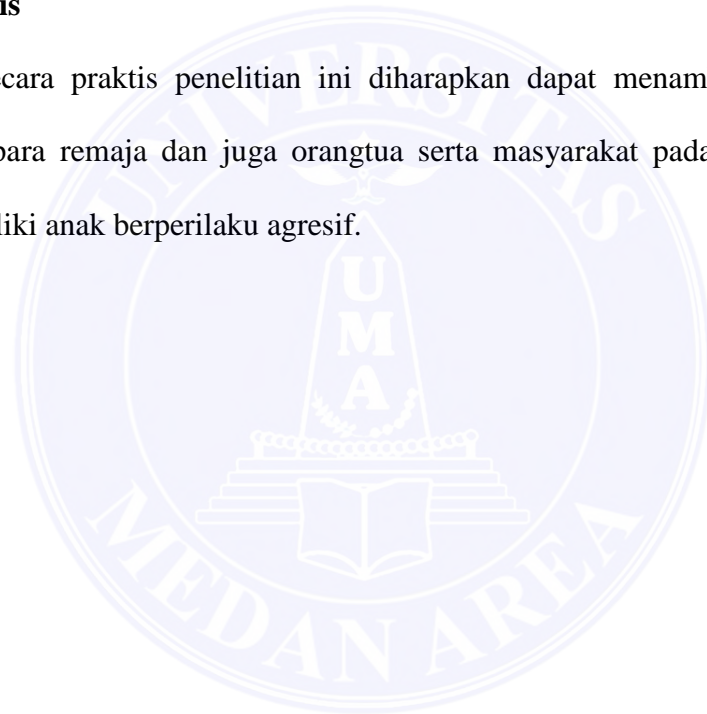 is
ecara praktis penelitian ini diharapkan dapat menam
para remaja dan juga orangtua serta masyarakat pada
liki anak berperilaku agresif.
UNIVERSITAS
UMA
MEDAN AREA